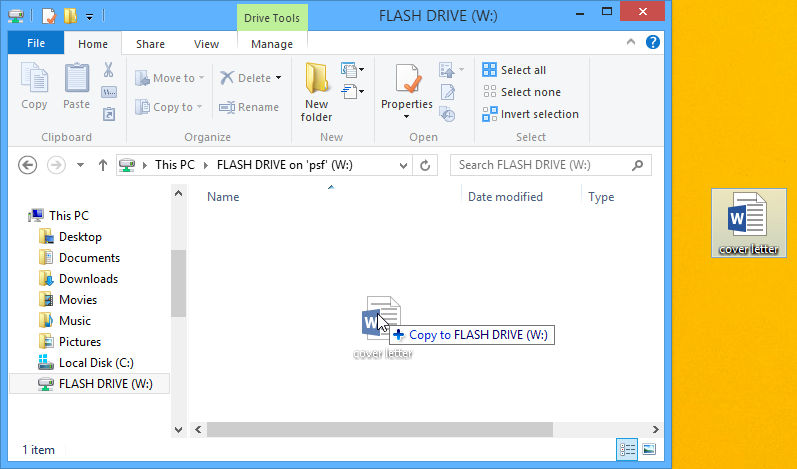 Drive Tools
FLASH DRIVE (W:)
File
Home
Share
View
Manage
Copy
Paste
Move to
Copy to
Delete
Rename
New
folder
Properties
Select all
Select none
Invert selection
Clipboard
Organize
New
Open
Select
This PC
FLASH DRIVE on 'psf' (W:)
Search FLASH DRIVE (W:)
Name
Date modified
Type
This PC
Desktop
Documents
Downloads
Movies
Music
Pictures
Local Disk (C:)
FLASH DRIVE (W:)
W
Copy to FLASH DRIVE (W:)
cover letter
W
cover letter
1 item